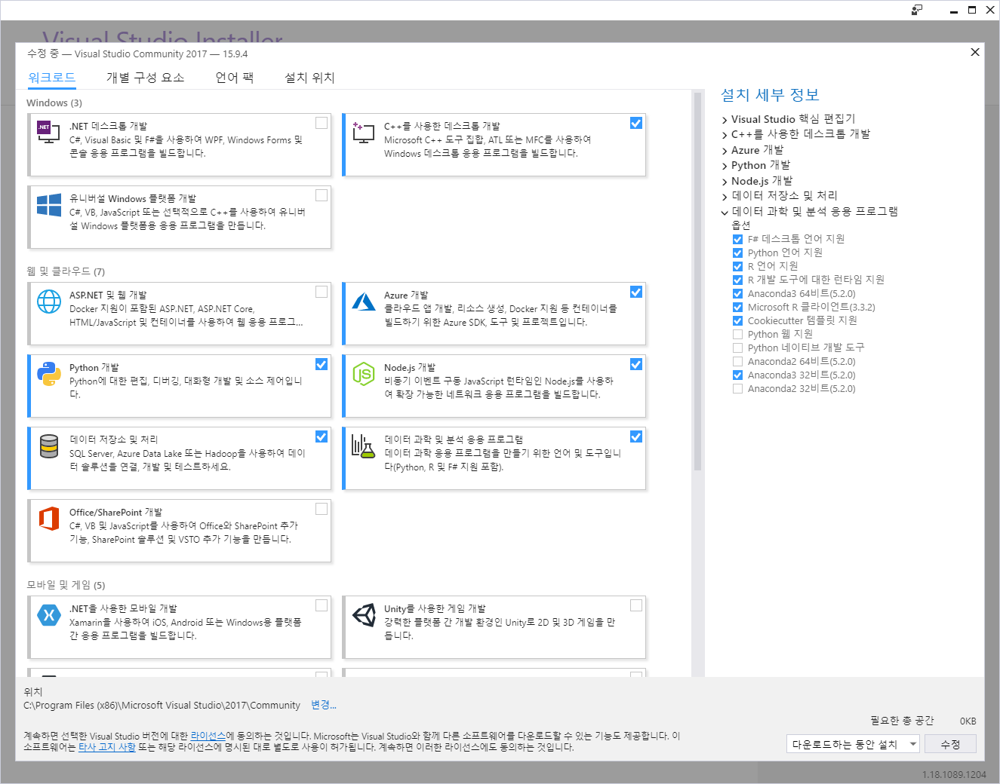 Visual Studio Installer
수정 중 — Visual Studio Community 2017 — 15.9.4
워크로드
개별 구성 요소
언어 팩
설치 위치
Windows (3)
.NET
.NET 데스크톱 개발
C#, Visual Basic 및 F#을 사용하여 WPF, Windows Forms 및
콘솔 응용 프로그램을 빌드합니다.
C++를 사용한 데스크톱 개발
Microsoft C++ 도구 집합, ATL 또는 MFC를 사용하여
Windows 데스크톱 응용 프로그램을 빌드합니다.
유니버설 Windows 플랫폼 개발
C#, VB, JavaScript 또는 선택적으로 C++를 사용하여 유니버
설 Windows 플랫폼용 응용 프로그램을 만듭니다.
웹 및 클라우드 (7)
ASP.NET 및 웹 개발
Docker 지원이 포함된 ASP.NET, ASP.NET Core,
HTML/JavaScript 및 컨테이너를 사용하여 웹 응용 프로그...
Azure 개발
클라우드 앱 개발, 리소스 생성, Docker 지원 등 컨테이너를
빌드하기 위한 Azure SDK, 도구 및 프로젝트입니다.
Python 개발
Python에 대한 편집, 디버깅, 대화형 개발 및 소스 제어입니
다.
JS
Node.js 개발
비동기 이벤트 구동 JavaScript 런타임인 Node.js를 사용하
여 확장 가능한 네트워크 응용 프로그램을 빌드합니다.
데이터 저장소 및 처리
SQL Server, Azure Data Lake 또는 Hadoop을 사용하여 데이
터 솔루션을 연결, 개발 및 테스트하세요.
데이터 과학 및 분석 응용 프로그램
데이터 과학 응용 프로그램을 만들기 위한 언어 및 도구입니
다(Python, R 및 F# 지원 포함).
Office/SharePoint 개발
C#, VB 및 JavaScript를 사용하여 Office와 SharePoint 추가
기능, SharePoint 솔루션 및 VSTO 추가 기능을 만듭니다.
모바일 및 게임 (5)
.NET을 사용한 모바일 개발
Xamarin을 사용하여 iOS, Android 또는 Windows용 플랫폼
간 응용 프로그램을 빌드합니다.
Unity를 사용한 게임 개발
강력한 플랫폼 간 개발 환경인 Unity로 2D 및 3D 게임을 만
듭니다.
설치 세부 정보
Visual Studio 핵심 편집기
C++를 사용한 데스크톱 개발
Azure 개발
Python 개발
Node.js 개발
데이터 저장소 및 처리
데이터 과학 및 분석 응용 프로그램
옵션
F# 데스크톱 언어 지원
Python 언어 지원
R 언어 지원
R 개발 도구에 대한 런타임 지원
Anaconda3 64비트(5.2.0)
Microsoft R 클라이언트(3.3.2)
Cookiecutter 템플릿 지원
Python 웹 지원
Python 네이티브 개발 도구
Anaconda2 64비트(5.2.0)
Anaconda3 32비트(5.2.0)
Anaconda2 32비트(5.2.0)
위치
C:\Program Files (x86)\Microsoft Visual Studio\2017\Community 변경...
필요한 총 공간 0KB
계속하면 선택한 Visual Studio 버전에 대한 라이선스에 동의하는 것입니다. Microsoft는 Visual Studio와 함께 다른 소프트웨어를 다운로드할 수 있는 기능도 제공합니다. 이
소프트웨어는 타사 고지 사항 또는 해당 라이선스에 명시된 대로 별도로 사용이 허가됩니다. 계속하면 이러한 라이선스에도 동의하는 것입니다.
다운로드하는 동안 설치
수정
1.18.1089.1204